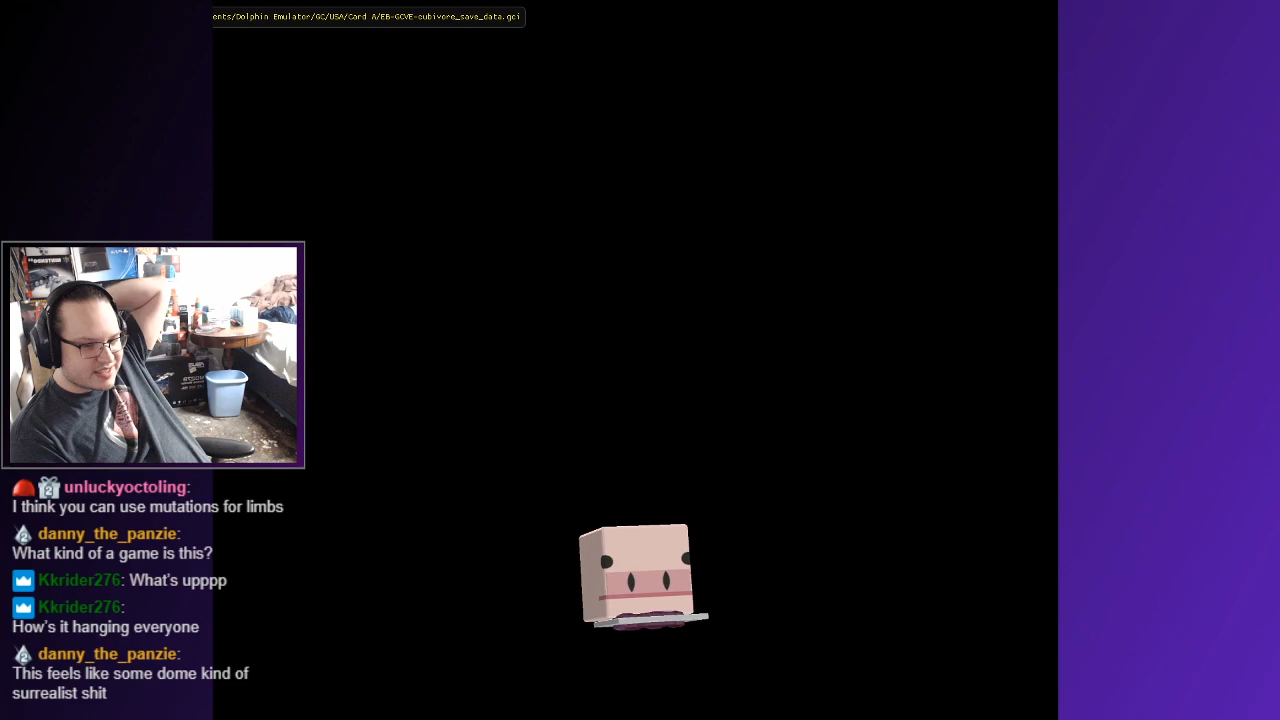 ents/Dolphin Emulator/GC/USA/Card A/EB-GCVE-cubivore_save_data.gci
unluckyoctoling:
I think you can use mutations for limbs
danny_the_panzie:
What kind of a game is this?
Kkrider276: What's upppp
Kkrider276:
How's it hanging everyone
danny_the_panzie:
This feels like some dome kind of
surrealist shit